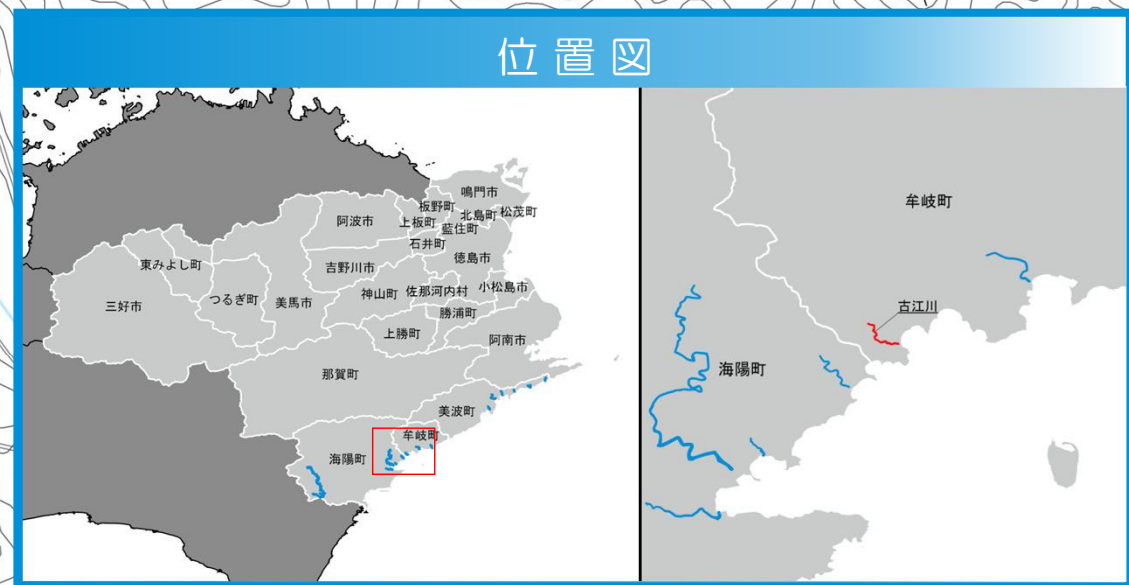 位置図
鳴門市
板野町
北島町
松茂町
阿波市
上板町
藍住町
石井町
徳島市
東みよし町
吉野川市
つるぎ町
美馬市
神山町
佐那河内村
小松島市
三好市
勝浦町
上勝町
阿南市
那賀町
美波町
牟岐町
海陽町
牟岐町
古江川
海陽町